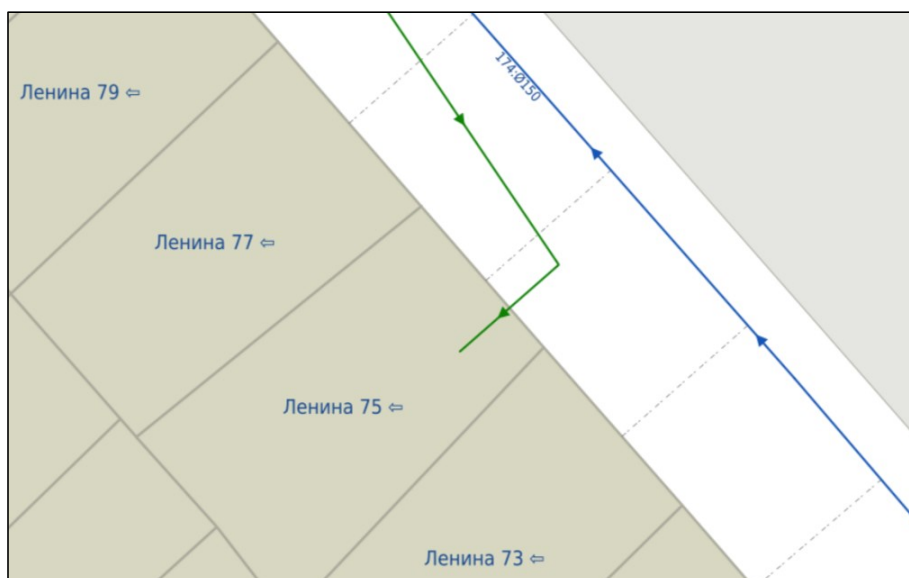 174:Ø150
Ленина 79 ⇦
Ленина 77 ⇦
Ленина 75 ⇦
Ленина 73 ⇦